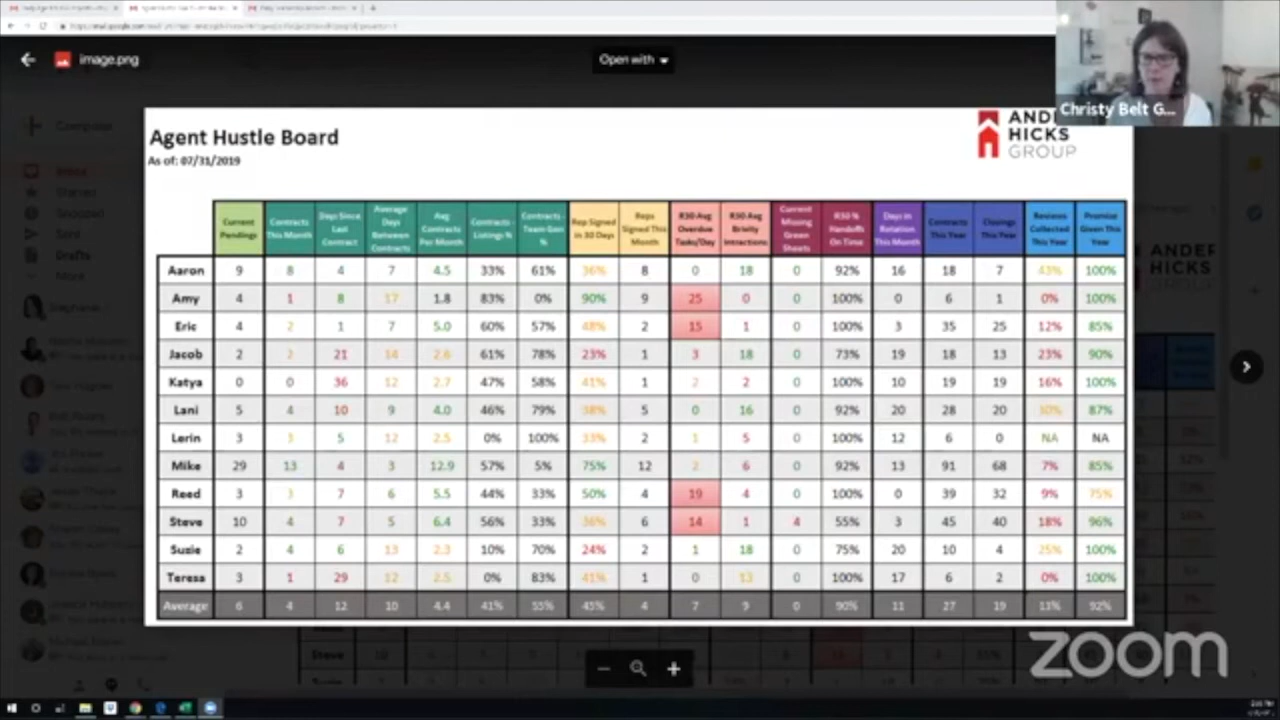 image.png
Open with
Christy Belt G...
Agent Hustle Board
As of: 07/31/2019
ANDE
HICKS
GROUP
Current Pendings Contracts This Month Days Since Last Contract Average Days Between Contracts Avg Contracts Per Month Contracts - Listings % Contracts - Team Gen % Rep Signed in 30 Days Reps Signed This Month R30 Avg Overdue Tasks/Day R30 Avg Brivity Intractions Current Missing Green Sheets R30 % Handoffs On Time Days in Rotation This Month Contracts This Year Closings This Year Reviews Collected This Year Promise Given This Year
Aaron 9 8 4 7 4.5 33% 61% 36% 8 0 18 0 92% 16 18 7 43% 100%
Amy 4 1 8 17 1.8 83% 0% 90% 9 25 0 0 100% 0 6 1 0% 100%
Eric 4 2 1 7 5.0 60% 57% 48% 2 15 1 0 100% 3 35 25 12% 85%
Jacob 2 2 21 14 2.6 61% 78% 23% 1 3 18 0 73% 19 18 13 23% 90%
Katya 0 0 36 12 2.7 47% 58% 41% 1 2 2 0 100% 10 19 19 16% 100%
Lani 5 4 10 9 4.0 46% 79% 38% 5 0 16 0 92% 20 28 20 30% 87%
Lerin 3 3 5 12 2.5 0% 100% 33% 2 1 5 0 100% 12 6 0 NA NA
Mike 29 13 4 3 12.9 57% 5% 75% 12 2 6 0 92% 13 91 68 7% 85%
Reed 3 3 7 6 5.5 44% 33% 50% 4 19 4 0 100% 0 39 32 9% 75%
Steve 10 4 7 5 6.4 56% 33% 36% 6 14 1 4 55% 3 45 40 18% 96%
Suzie 2 4 6 13 2.3 10% 70% 24% 2 1 18 0 75% 20 10 4 25% 100%
Teresa 3 1 29 12 2.5 0% 83% 41% 1 0 13 0 100% 17 6 2 0% 100%
Average 6 4 12 10 4.4 41% 55% 45% 4 7 9 0 90% 11 27 19 13% 92%
Compose
Inbox
Starred
Snoozed
Sent
Drafts
More
ANDER
HICKS
Steve
zoom